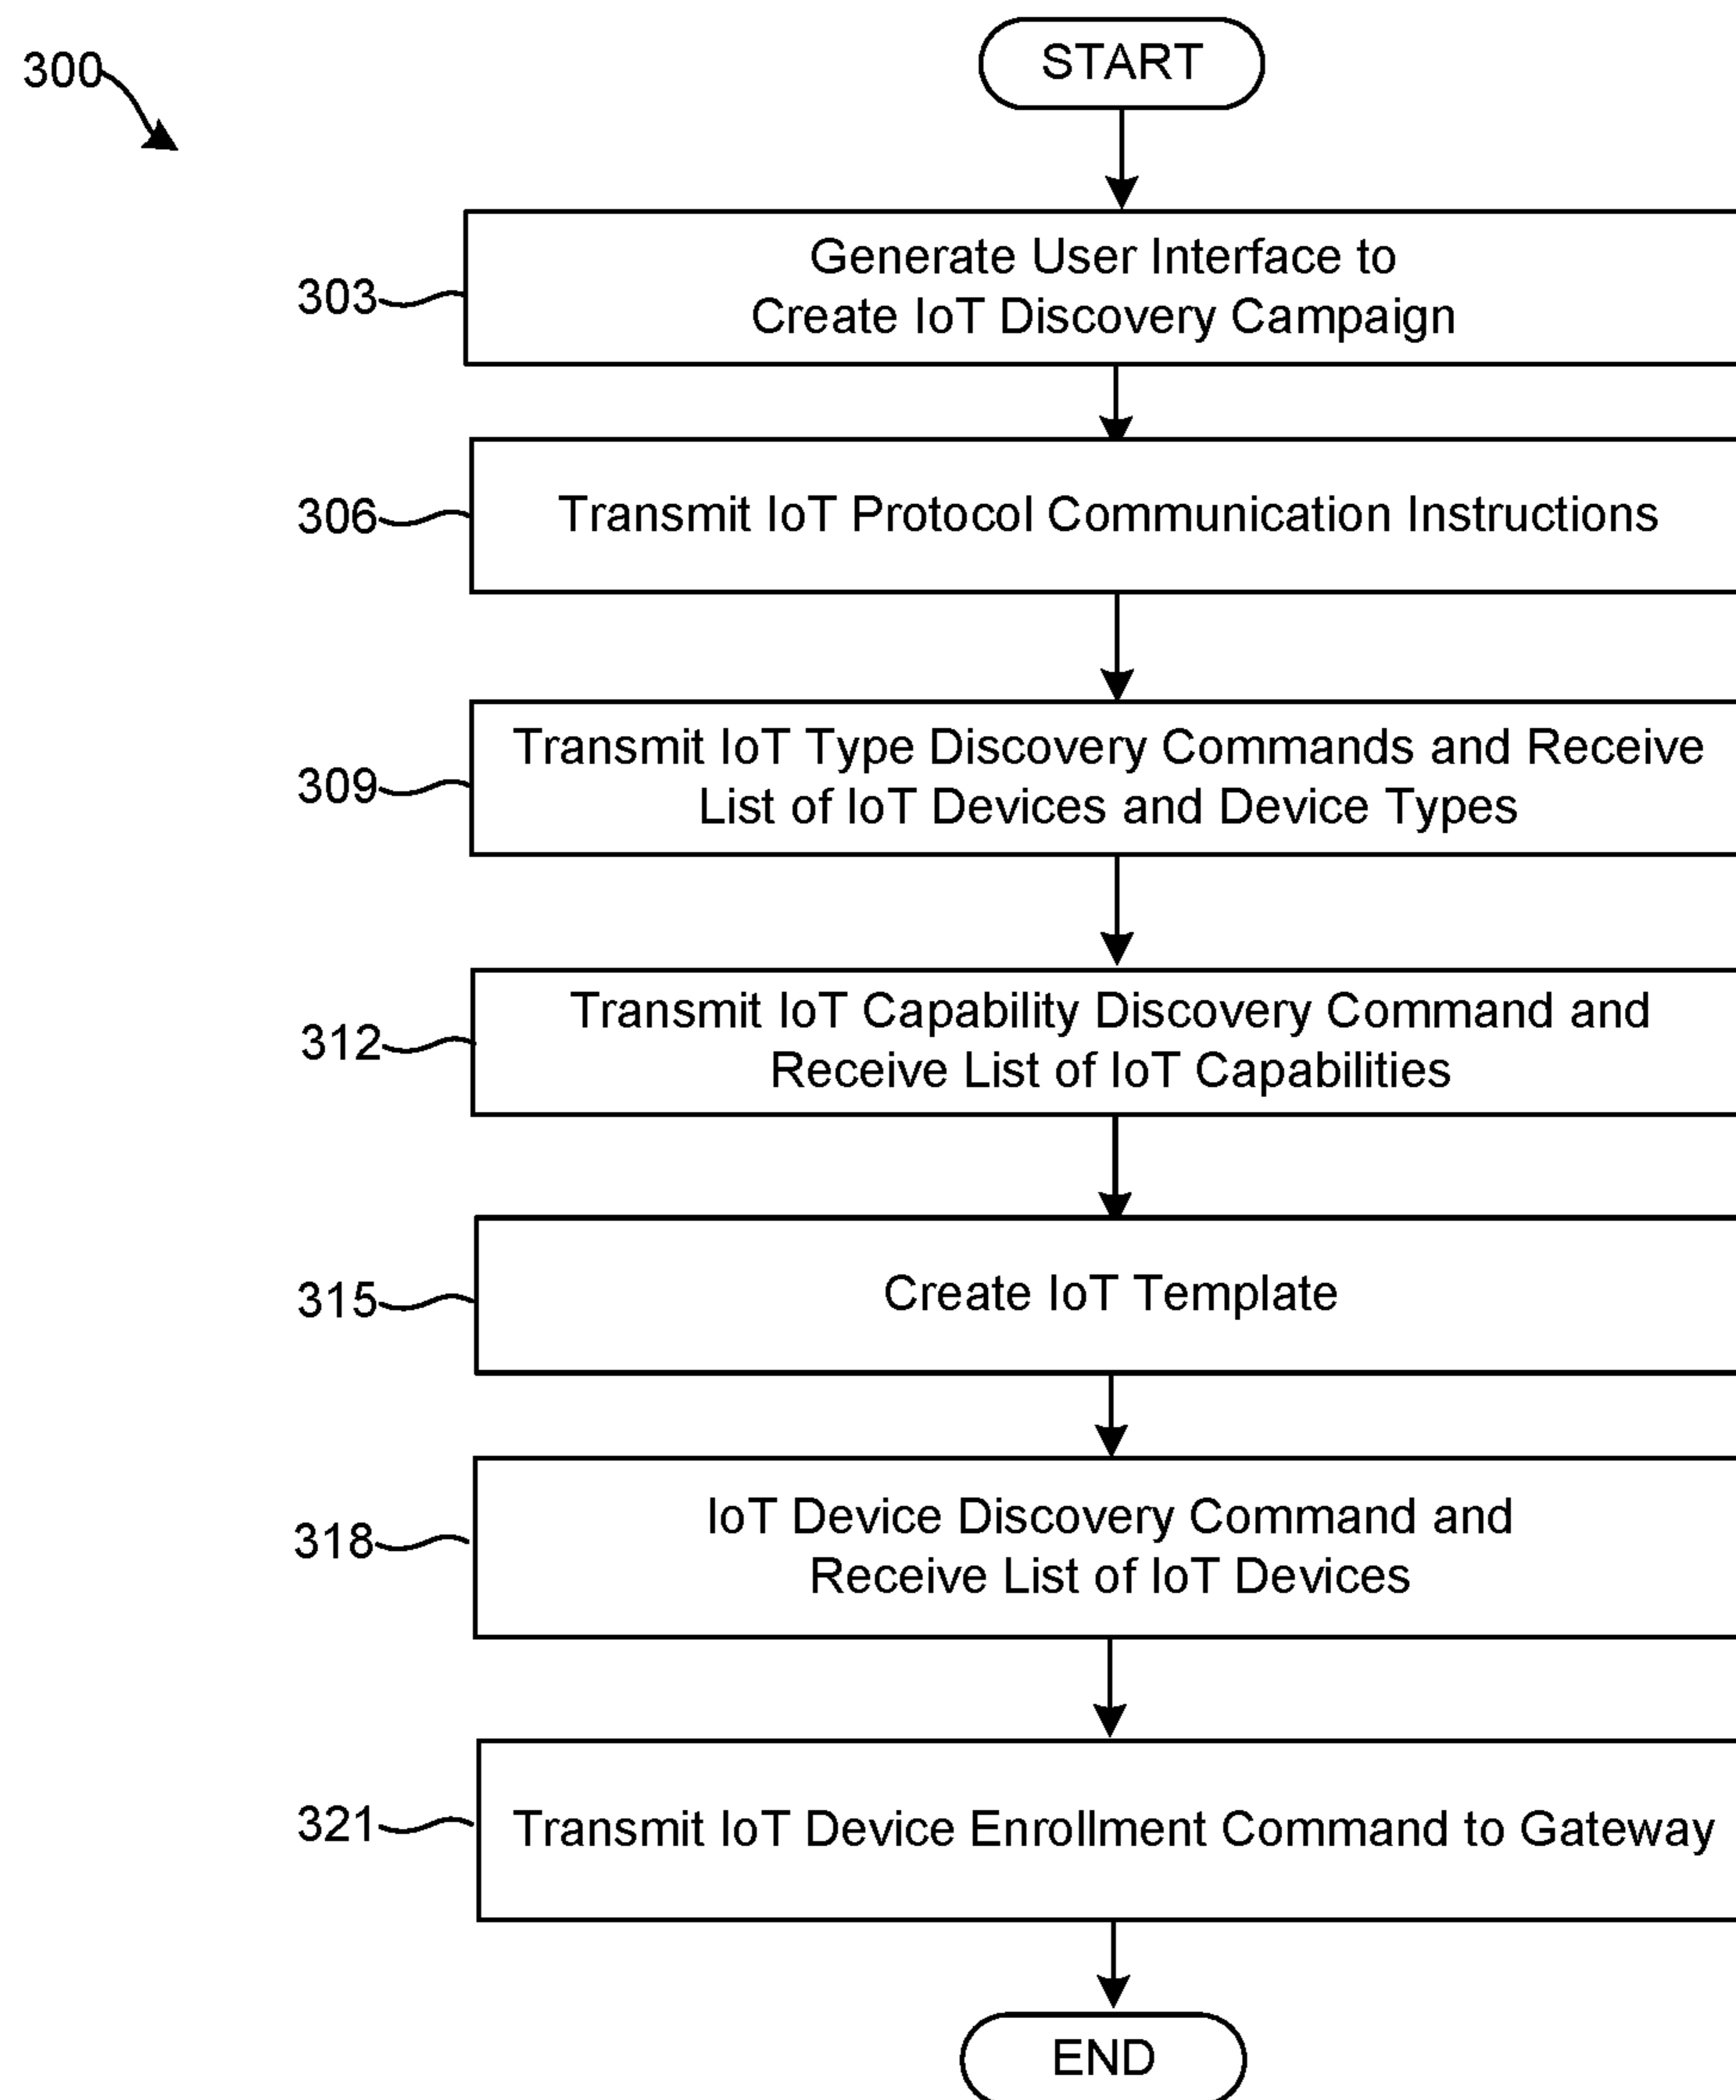 300
START
303
Generate User Interface to
Create IoT Discovery Campaign
306
Transmit IoT Protocol Communication Instructions
309
Transmit IoT Type Discovery Commands and Receive
List of IoT Devices and Device Types
312
Transmit IoT Capability Discovery Command and
Receive List of IoT Capabilities
315
Create IoT Template
318
IoT Device Discovery Command and
Receive List of IoT Devices
321
Transmit IoT Device Enrollment Command to Gateway
END